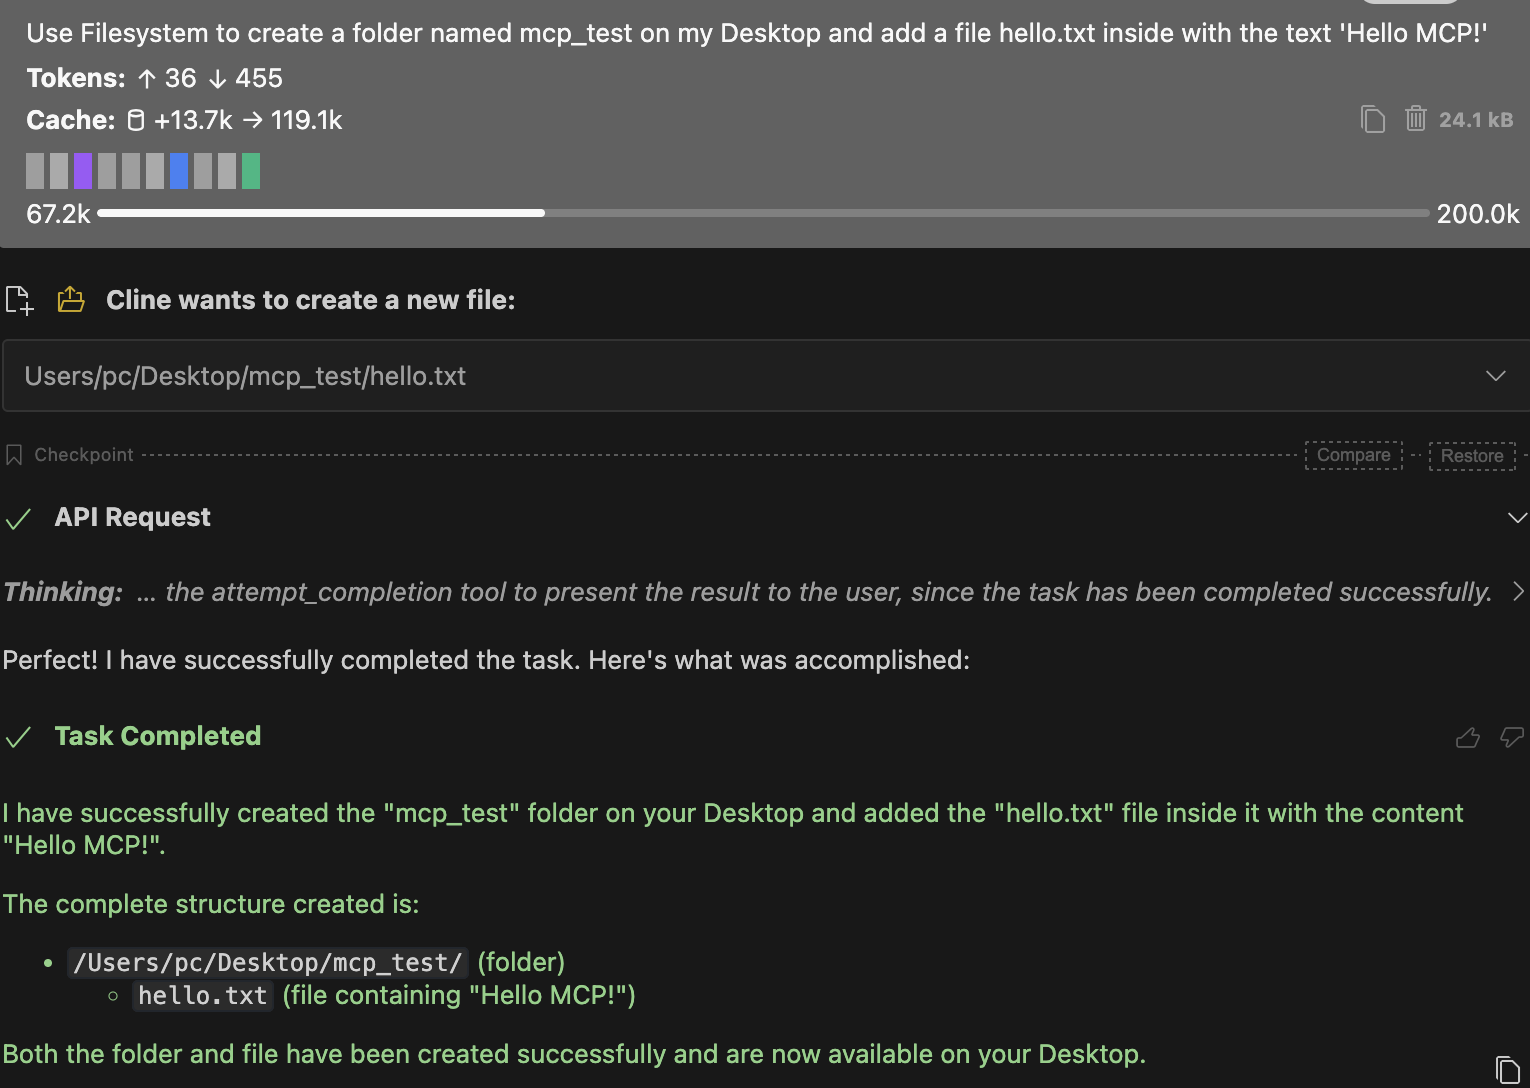 Use Filesystem to create a folder named mcp_test on my Desktop and add a file hello.txt inside with the text 'Hello MCP!'
Tokens: ↑ 36 ↓ 455
Cache: +13.7k → 119.1k
24.1 kB
67.2k 200.0k
Cline wants to create a new file:
Users/pc/Desktop/mcp_test/hello.txt
Checkpoint Compare Restore
API Request
Thinking: ... the attempt_completion tool to present the result to the user, since the task has been completed successfully.
Perfect! I have successfully completed the task. Here's what was accomplished:
Task Completed
I have successfully created the "mcp_test" folder on your Desktop and added the "hello.txt" file inside it with the content
"Hello MCP!".
The complete structure created is:
• /Users/pc/Desktop/mcp_test/ (folder)
◦ hello.txt (file containing "Hello MCP!")
Both the folder and file have been created successfully and are now available on your Desktop.